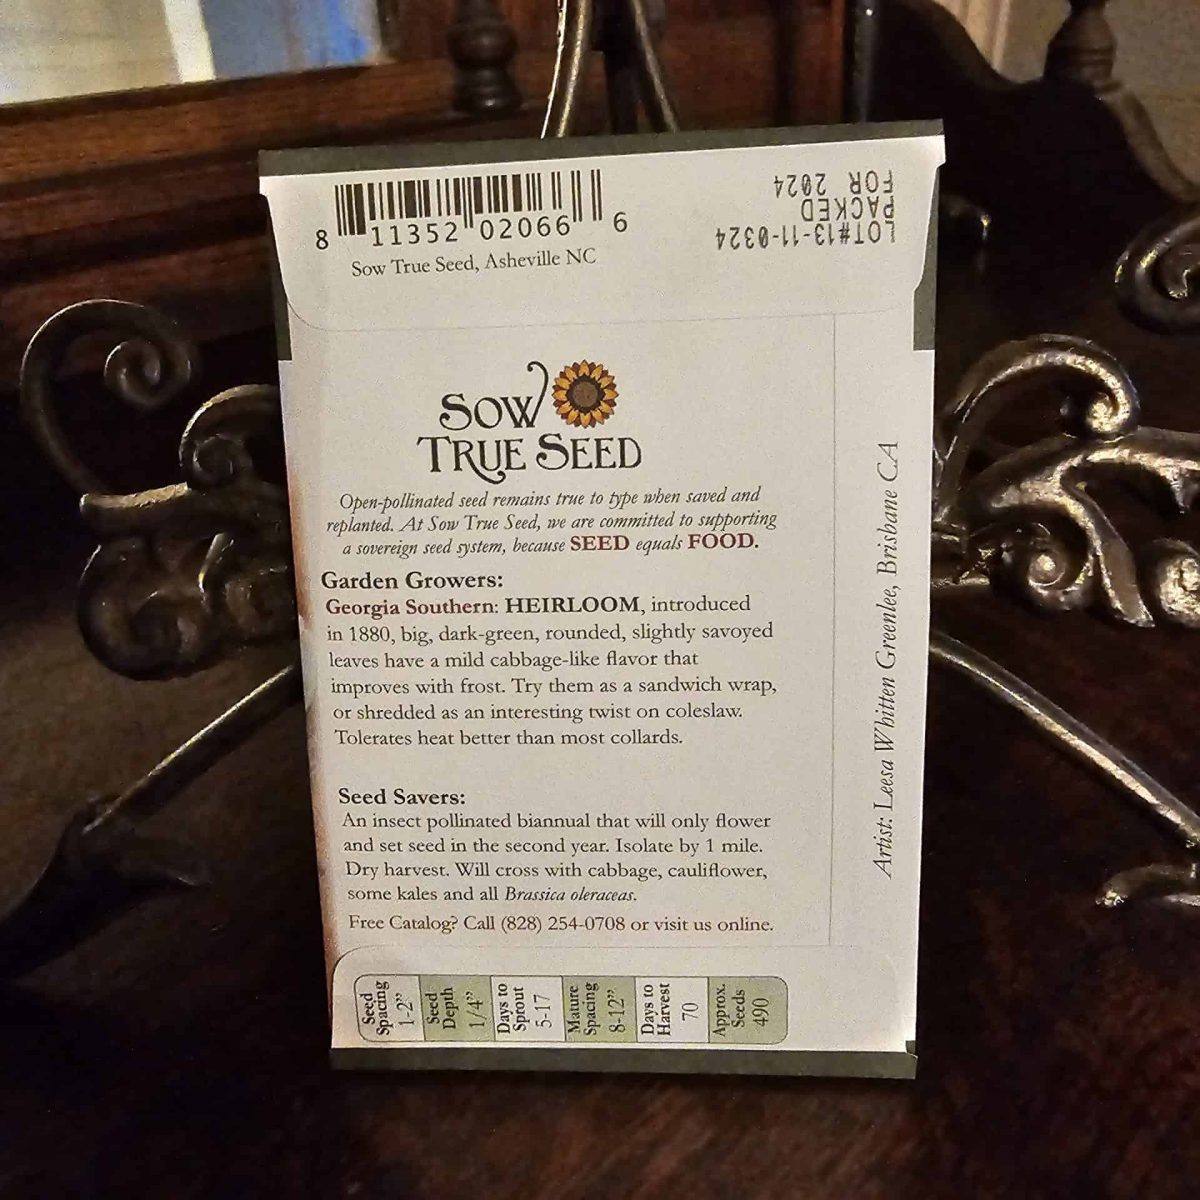 8 11352 02066 6
Sow True Seed, Asheville NC
LOT#13-11-0324
PACKED
FOR 2024
SOW
TRUE SEED
Open-pollinated seed remains true to type when saved and
replanted. At Sow True Seed, we are committed to supporting
a sovereign seed system, because SEED equals FOOD.
Garden Growers:
Georgia Southern: HEIRLOOM, introduced
in 1880, big, dark-green, rounded, slightly savoyed
leaves have a mild cabbage-like flavor that
improves with frost. Try them as a sandwich wrap,
or shredded as an interesting twist on coleslaw.
Tolerates heat better than most collards.
Seed Savers:
An insect pollinated biannual that will only flower
and set seed in the second year. Isolate by 1 mile.
Dry harvest. Will cross with cabbage, cauliflower,
some kales and all Brassica oleraceas.
Free Catalog? Call (828) 254-0708 or visit us online.
Artist: Leesa Whitten Greenlee, Brisbane CA
Seed
Spacing
1-2”
Seed
Depth
1/4”
Days to
Sprout
5-17
Mature
Spacing
8-12”
Days to
Harvest
70
Approx.
Seeds
490